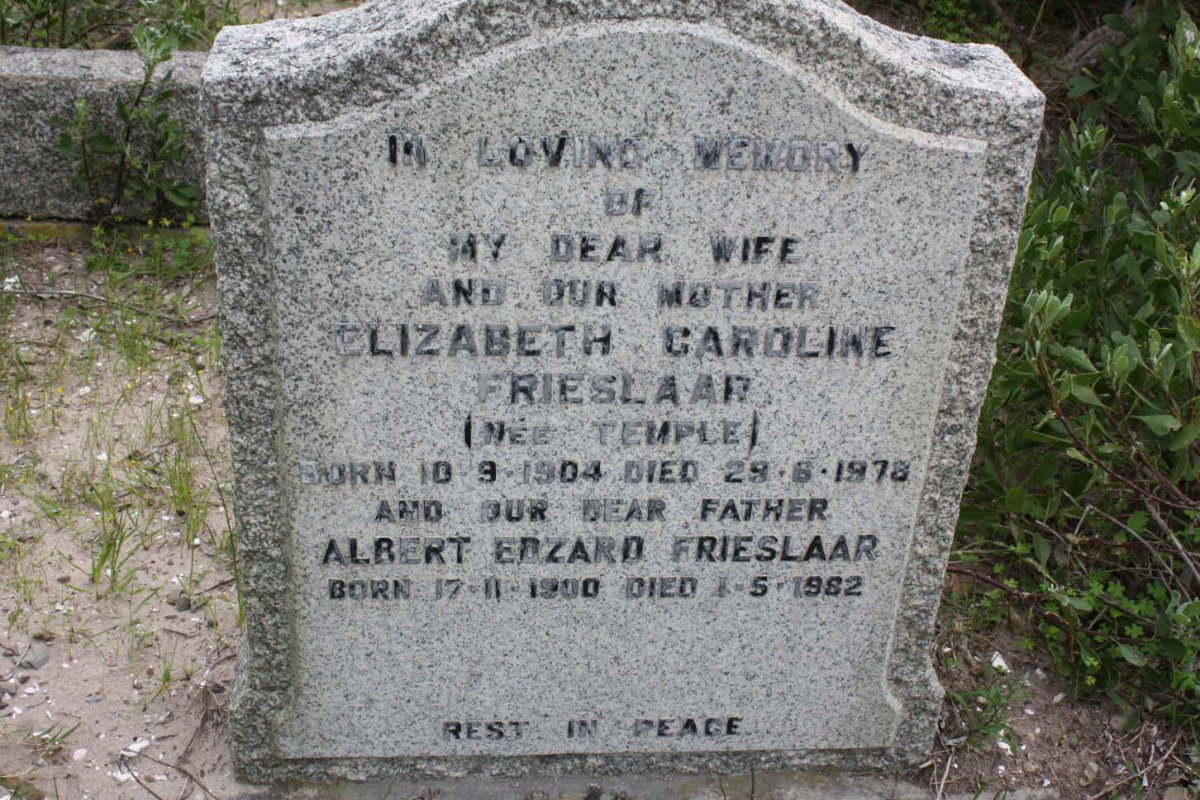 IN LOVING MEMORY
OF
MY DEAR WIFE
AND OUR MOTHER
ELIZABETH CAROLINE
FRIESLAAR
(NÉE TEMPLE)
BORN 10·9·1904 DIED 29·6·1978
AND OUR DEAR FATHER
ALBERT EDZARD FRIESLAAR
BORN 17·11·1900 DIED 1·5·1982
REST IN PEACE